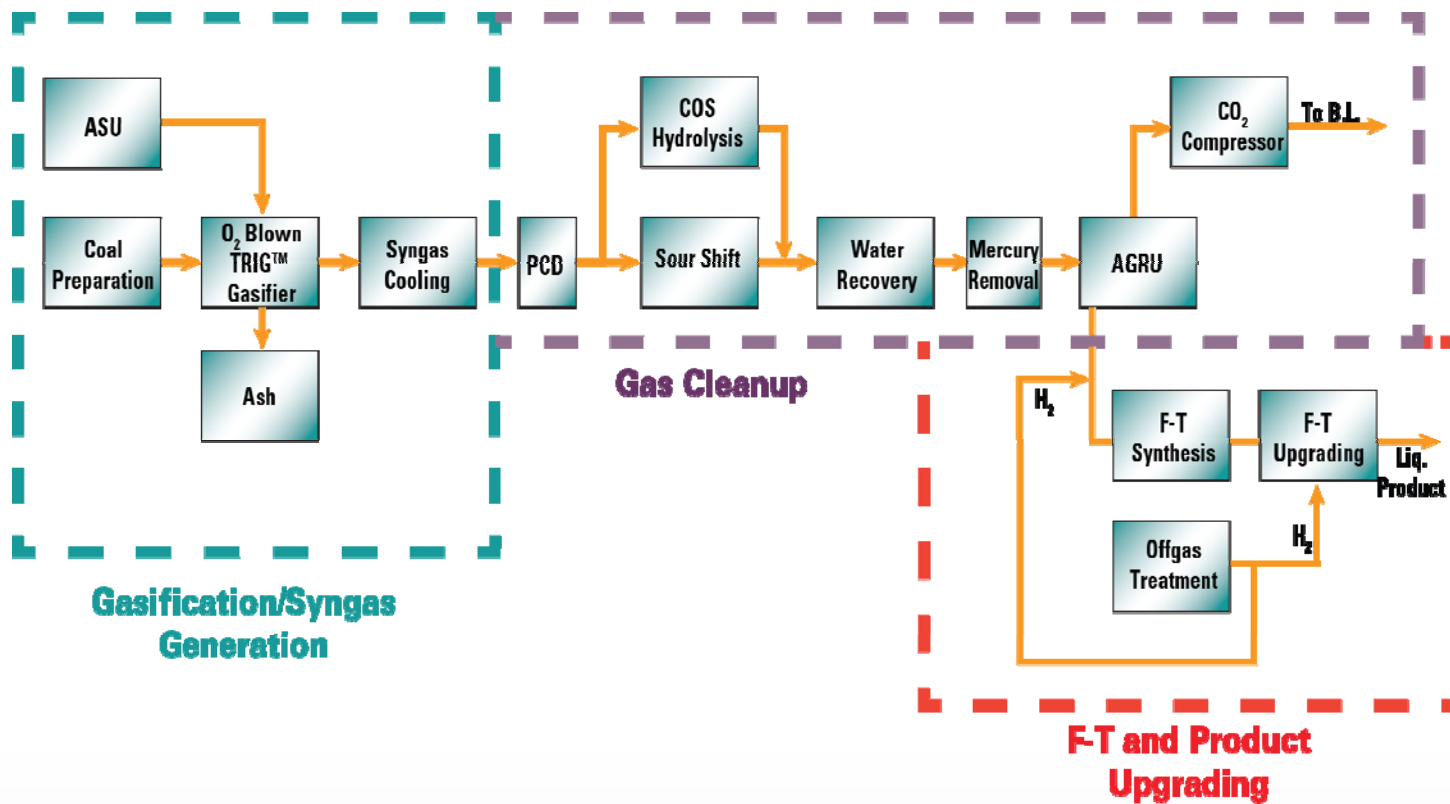 ASU
Coal
Preparation
O₂ Blown
TRIG™
Gasifier
Syngas
Cooling
Ash
Gasification/Syngas
Generation
PCD
COS
Hydrolysis
Sour Shift
Water
Recovery
Mercury
Removal
AGRU
CO₂
Compressor
To B.L.
Gas Cleanup
H₂
F-T
Synthesis
F-T
Upgrading
Liq.
Product
Offgas
Treatment
H₂
F-T and Product
Upgrading